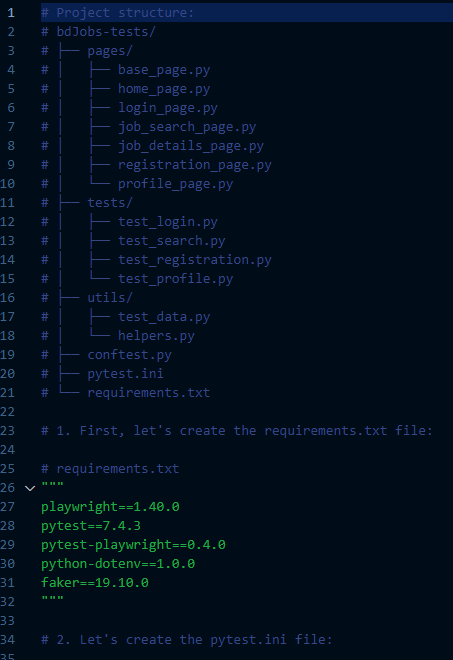 1 # Project structure:
2 # bdJobs-tests/
3 # ├── pages/
4 # │   ├── base_page.py
5 # │   ├── home_page.py
6 # │   ├── login_page.py
7 # │   ├── job_search_page.py
8 # │   ├── job_details_page.py
9 # │   ├── registration_page.py
10 # │   └── profile_page.py
11 # ├── tests/
12 # │   ├── test_login.py
13 # │   ├── test_search.py
14 # │   ├── test_registration.py
15 # │   └── test_profile.py
16 # ├── utils/
17 # │   ├── test_data.py
18 # │   └── helpers.py
19 # ├── conftest.py
20 # ├── pytest.ini
21 # └── requirements.txt
22
23 # 1. First, let's create the requirements.txt file:
24
25 # requirements.txt
26 """
27 playwright==1.40.0
28 pytest==7.4.3
29 pytest-playwright==0.4.0
30 python-dotenv==1.0.0
31 faker==19.10.0
32 """
33
34 # 2. Let's create the pytest.ini file:
35